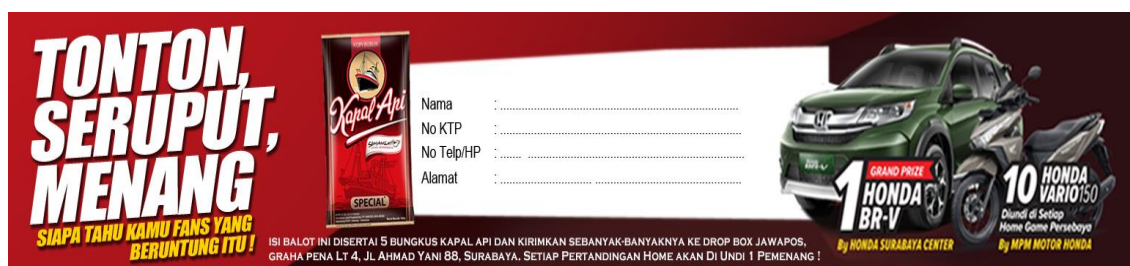 TONTON,
SERUPUT,
MENANG
SIAPA TAHU KAMU FANS YANG
BERUNTUNG ITU !
KOPI BUBUK
Kapal Api
SPECIAL
Nama : 
No KTP : 
No Telp/HP : 
Alamat : 
ISI BALOT INI DISERTAI 5 BUNGKUS KAPAL API DAN KIRIMKAN SEBANYAK-BANYAKNYA KE DROP BOX JAWAPOS,
GRAHA PENA LT 4, JL AHMAD YANI 88, SURABAYA. SETIAP PERTANDINGAN HOME AKAN DI UNDI 1 PEMENANG !
GRAND PRIZE
1 HONDA
BR-V
By HONDA SURABAYA CENTER
10 HONDA
VARIO150
Diundi di Setiap
Home Game Persebaya
By MPM MOTOR HONDA